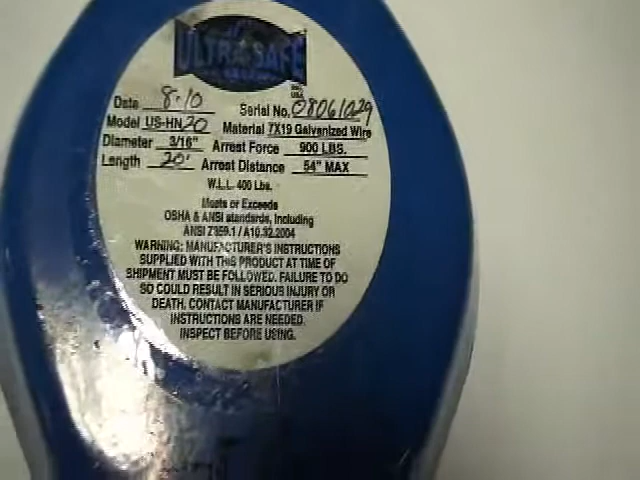 ULTRA-SAFE
INC.
USA
Date 8-10 Serial No. 08061029
Model US-HN 20 Material 7X19 Galvanized Wire
Diameter 3/16" Arrest Force 900 LBS.
Length 20' Arrest Distance 54" MAX
W.L.L. 400 Lbs.
Meets or Exceeds
OSHA & ANSI standards, including
ANSI Z359.1 / A10.32.2004
WARNING: MANUFACTURER'S INSTRUCTIONS
SUPPLIED WITH THIS PRODUCT AT TIME OF
SHIPMENT MUST BE FOLLOWED. FAILURE TO DO
SO COULD RESULT IN SERIOUS INJURY OR
DEATH. CONTACT MANUFACTURER IF
INSTRUCTIONS ARE NEEDED.
INSPECT BEFORE USING.